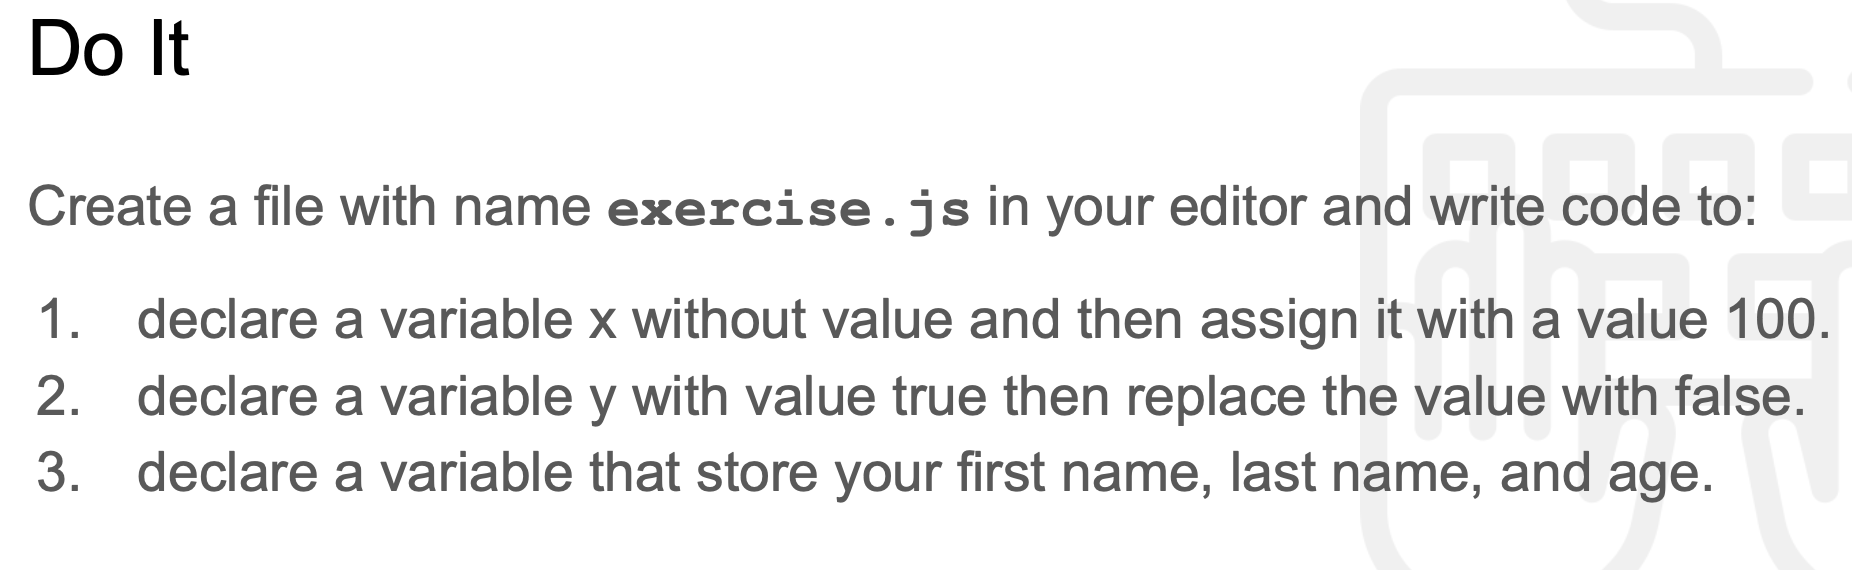 Do It
Create a file with name exercise.js in your editor and write code to:
1. declare a variable x without value and then assign it with a value 100.
2. declare a variable y with value true then replace the value with false.
3. declare a variable that store your first name, last name, and age.